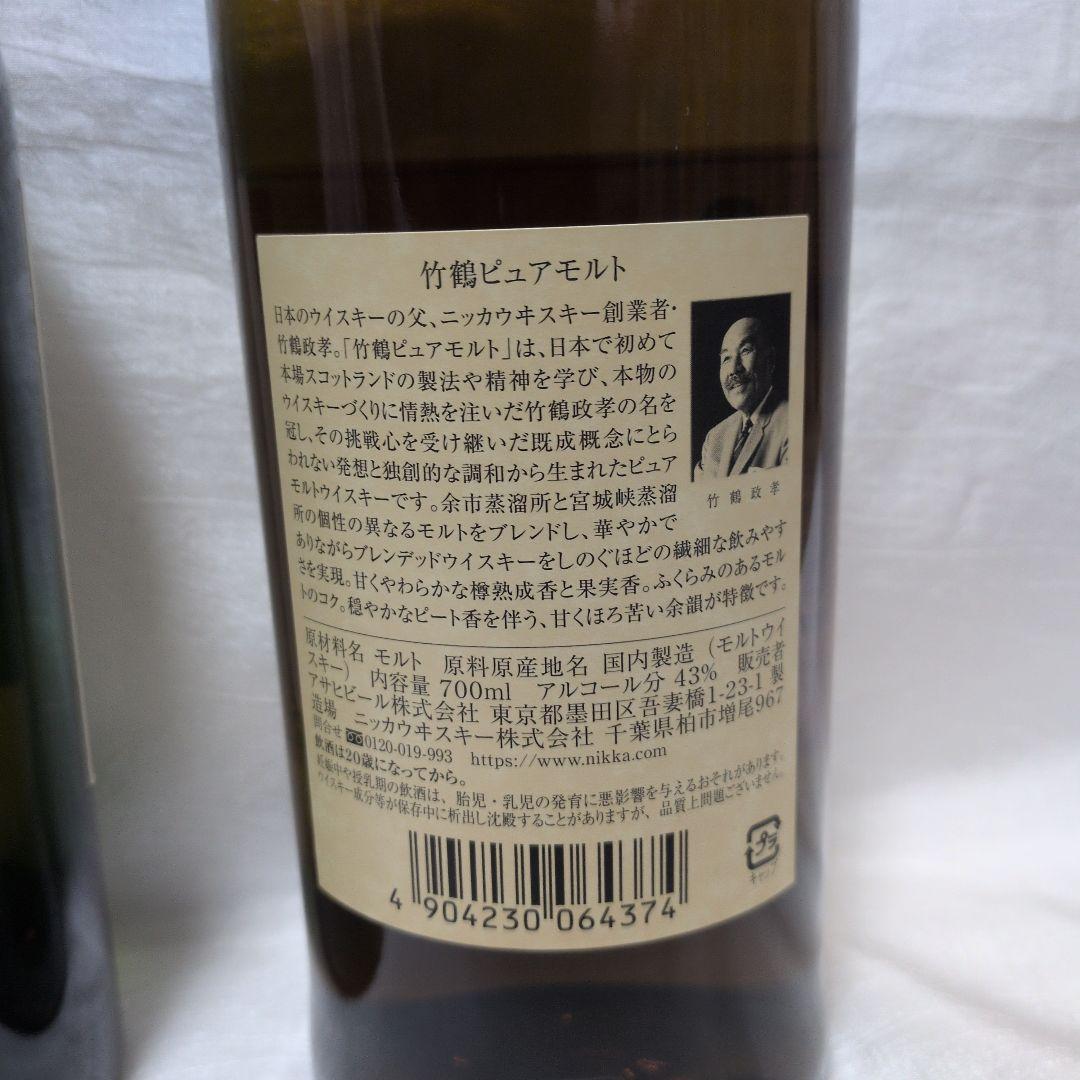 竹鶴ピュアモルト
日本のウイスキーの父、ニッカウヰスキー創業者・
竹鶴政孝。「竹鶴ピュアモルト」は、日本で初めて
本場スコットランドの製法や精神を学び、本物の
ウイスキーづくりに情熱を注いだ竹鶴政孝の名を
冠し、その挑戦心を受け継いだ既成概念にとら
われない発想と独創的な調和から生まれたピュア
モルトウイスキーです。余市蒸溜所と宮城峡蒸溜
所の個性の異なるモルトをブレンドし、華やかで
ありながらブレンデッドウイスキーをしのぐほどの繊細な飲みやす
さを実現。甘くやわらかな樽熟成香と果実香。ふくらみのあるモル
トのコク。穏やかなピート香を伴う、甘くほろ苦い余韻が特徴です。
竹鶴政孝
原材料名 モルト 原料原産地名 国内製造（モルトウイ
スキー） 内容量 700ml アルコール分 43% 販売者
アサヒビール株式会社 東京都墨田区吾妻橋1-23-1 製
造場 ニッカウヰスキー株式会社 千葉県柏市増尾967
問合せ 0120-019-993 https://www.nikka.com
飲酒は20歳になってから。
妊娠中や授乳期の飲酒は、胎児・乳児の発育に悪影響を与えるおそれがあります。
ウイスキー成分等が保存中に析出し沈殿することがありますが、品質上問題ございません。
プラ
キャップ
4 904230 064374